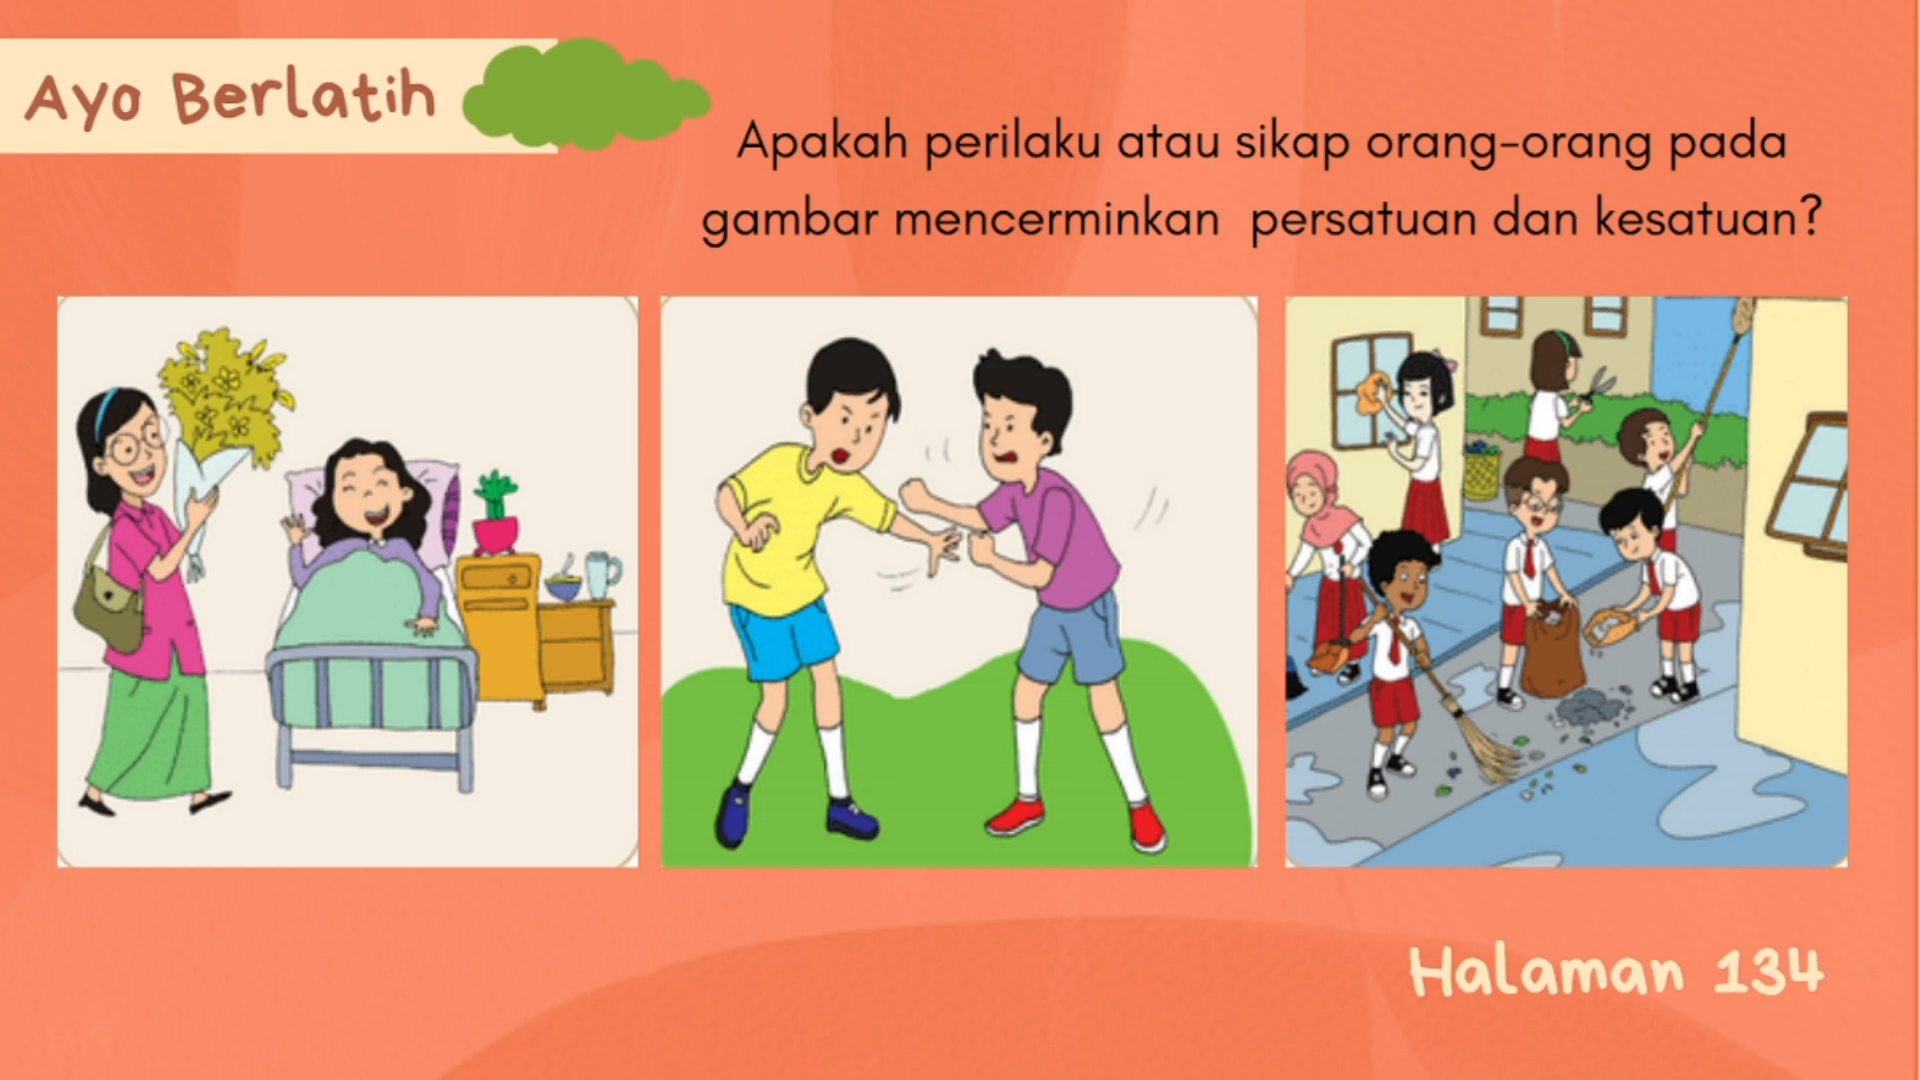 Ayo Berlatih
Apakah perilaku atau sikap orang-orang pada
gambar mencerminkan persatuan dan kesatuan?
Halaman 134